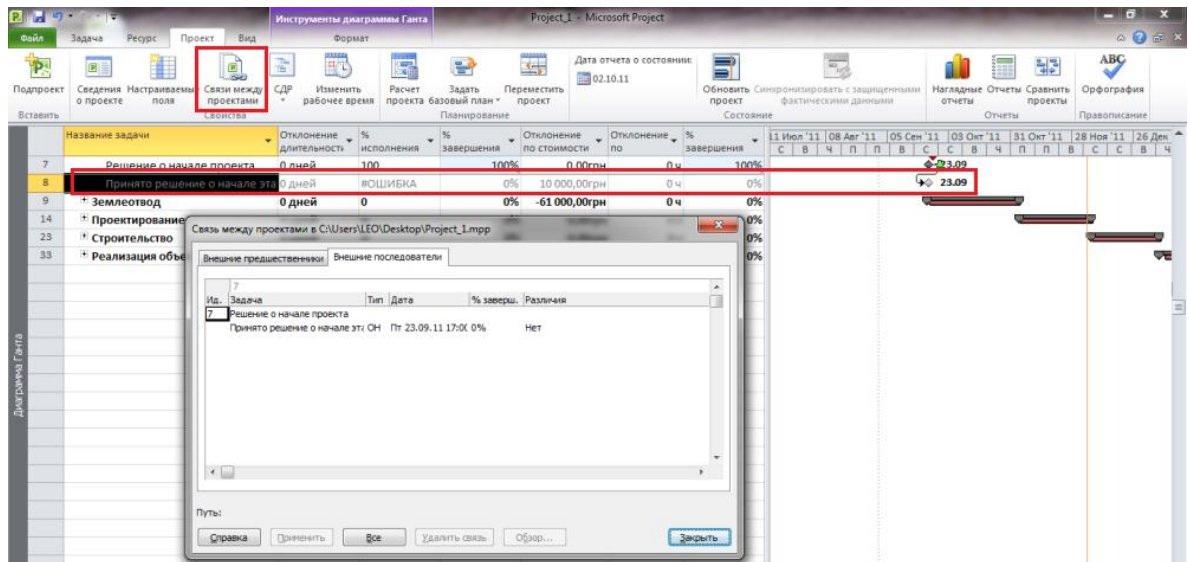 Инструменты диаграммы Ганта
Project_1 - Microsoft Project
Файл Задача Ресурс Проект Вид Формат
Подпроект
Сведения о проекте
Настраиваемые поля
Связи между проектами
СДР
Изменить рабочее время
Расчет проекта
Задать базовый план
Переместить проект
Дата отчета о состоянии:
02.10.11
Обновить проект
Синхронизировать с защищенными фактическими данными
Наглядные отчеты
Отчеты
Сравнить проекты
ABC
Орфография
Вставить Свойства Планирование Состояние Отчеты Правописание
Название задачи Отклонение длительности % исполнения % завершения Отклонение по стоимости Отклонение по % завершения
11 Июл '11 08 Авг '11 05 Сен '11 03 Окт '11 31 Окт '11 28 Ноя '11 26 Дек
С В Ч П В С С В Ч П П В С С В Ч
7 Решение о начале проекта 0 дней 100 100% 0,00грн 0 ч 100% 23.09
8 Принято решение о начале эта 0 дней #ОШИБКА 0% 10 000,00грн 0 ч 0% 23.09
9 Землеотвод 0 дней 0 0% -61 000,00грн 0 ч 0%
14 Проектирование 0%
23 Строительство 0%
33 Реализация объе 0%
Диаграмма Ганта
Связь между проектами в C:\Users\LEO\Desktop\Project_1.mpp
Внешние предшественники Внешние последователи
7
Ид. Задача Тип Дата % заверш. Различия
7 Решение о начале проекта
Принято решение о начале эта ОН Пт 23.09.11 17:00 0% Нет
Путь:
Справка Применить Все Удалить связь Обзор... Закрыть